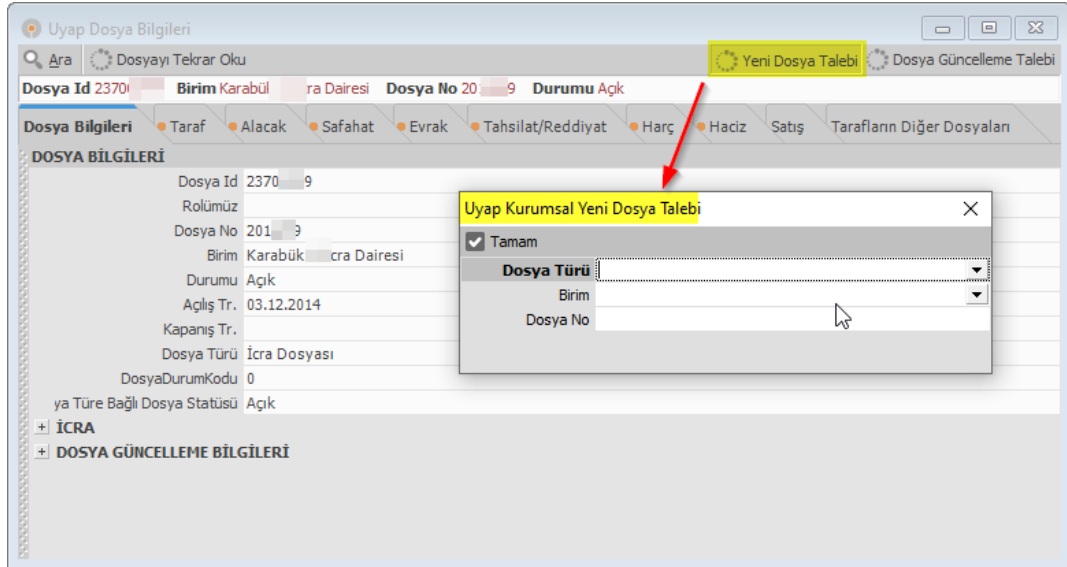 Uyap Dosya Bilgileri
Ara Dosyayı Tekrar Oku Yeni Dosya Talebi Dosya Güncelleme Talebi
Dosya Id 2370 Birim Karabül ra Dairesi Dosya No 20 9 Durumu Açık
Dosya Bilgileri Taraf Alacak Safahat Evrak Tahsilat/Reddiyat Harç Haciz Satış Tarafların Diğer Dosyaları
DOSYA BİLGİLERİ
Dosya Id 2370 9
Rolümüz
Dosya No 201 9
Birim Karabük cra Dairesi
Durumu Açık
Açılış Tr. 03.12.2014
Kapanış Tr.
Dosya Türü İcra Dosyası
DosyaDurumKodu 0
ya Türe Bağlı Dosya Statüsü Açık
İCRA
DOSYA GÜNCELLEME BİLGİLERİ
Uyap Kurumsal Yeni Dosya Talebi
Tamam
Dosya Türü
Birim
Dosya No